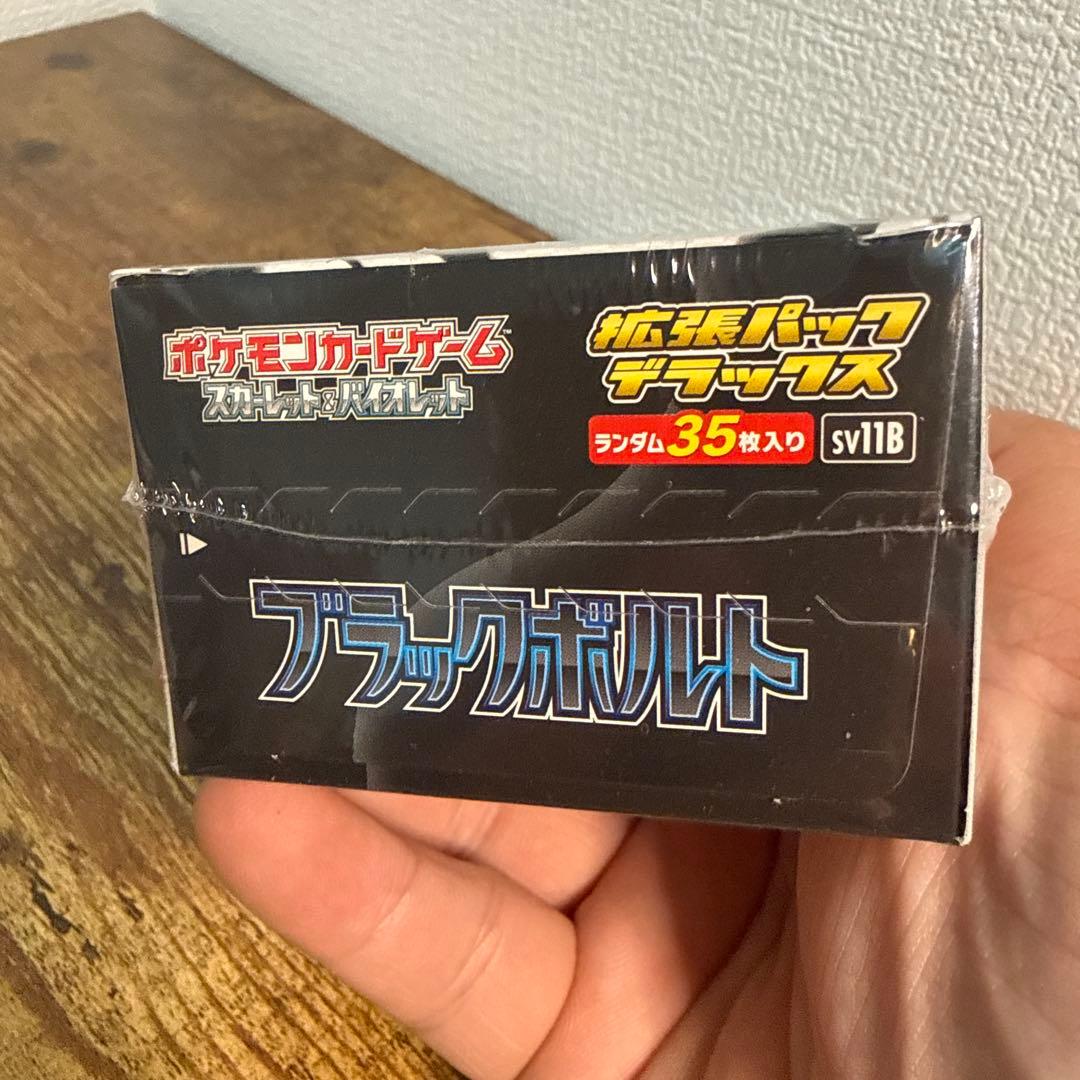 ポケモンカードゲーム™
スカーレット&バイオレット
拡張パック
デラックス
ランダム35枚入り
SV11B
ブラックボルト